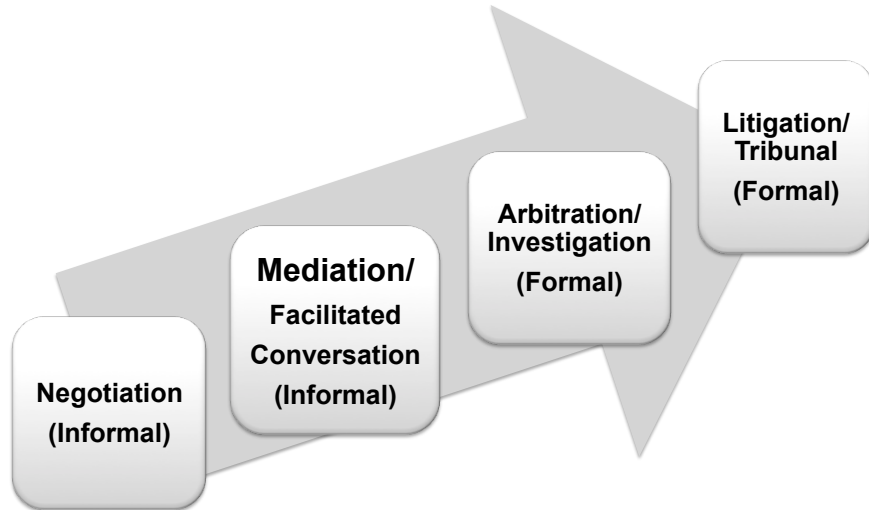 Negotiation
(Informal)
Mediation/
Facilitated
Conversation
(Informal)
Arbitration/
Investigation
(Formal)
Litigation/
Tribunal
(Formal)